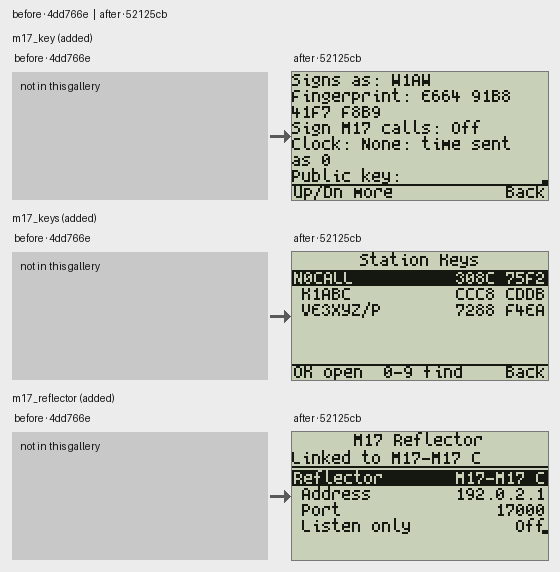 before · 4dd766e | after · 52125cb
m17_key (added)
before · 4dd766e
after · 52125cb
not in this gallery
Signs as: W1AW
Fingerprint: E664 91B8
41F7 F8B9
Sign M17 calls: Off
Clock: None: time sent
as 0
Public key:
Up/Dn more Back
m17_keys (added)
before · 4dd766e
after · 52125cb
not in this gallery
Station Keys
N0CALL 308C 75F2
K1ABC CCC8 CDDB
VE3XYZ/P 7288 F4EA
OK open 0-9 find Back
m17_reflector (added)
before · 4dd766e
after · 52125cb
not in this gallery
M17 Reflector
Linked to M17-M17 C
Reflector M17-M17 C
Address 192.0.2.1
Port 17000
Listen only Off